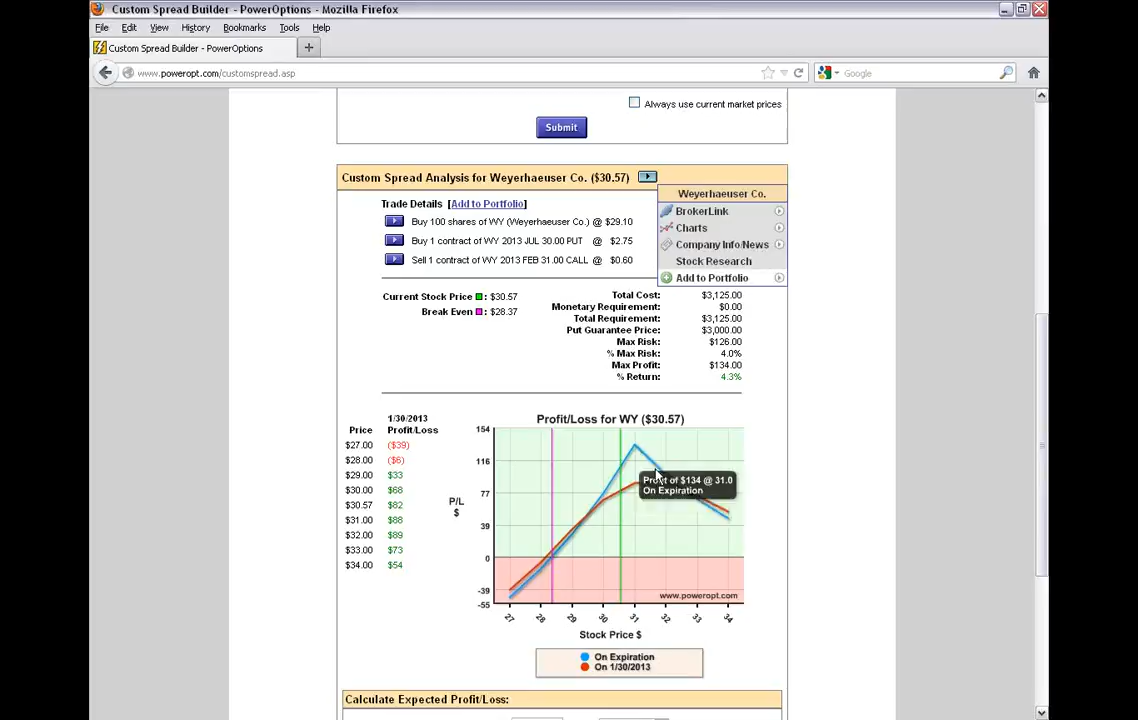 Custom Spread Builder - PowerOptions - Mozilla Firefox
File Edit View History Bookmarks Tools Help
Custom Spread Builder - PowerOptions
www.poweropt.com/customspread.asp
Google
Always use current market prices
Submit
Custom Spread Analysis for Weyerhaeuser Co. ($30.57)
Weyerhaeuser Co.
BrokerLink
Charts
Company Info/News
Stock Research
Add to Portfolio
Trade Details [Add to Portfolio]
Buy 100 shares of WY (Weyerhaeuser Co.) @ $29.10
Buy 1 contract of WY 2013 JUL 30.00 PUT @ $2.75
Sell 1 contract of WY 2013 FEB 31.00 CALL @ $0.60
Current Stock Price : $30.57
Break Even : $28.37
Total Cost: $3,125.00
Monetary Requirement: $0.00
Total Requirement: $3,125.00
Put Guarantee Price: $3,000.00
Max Risk: $126.00
% Max Risk: 4.0%
Max Profit: $134.00
% Return: 4.3%
1/30/2013
Price Profit/Loss
$27.00 ($39)
$28.00 ($6)
$29.00 $33
$30.00 $68
$30.57 $82
$31.00 $88
$32.00 $89
$33.00 $73
$34.00 $54
Profit/Loss for WY ($30.57)
154
116
77
39
0
-39
-55
P/L
$
Profit of $134 @ 31.0
On Expiration
www.poweropt.com
27 28 29 30 31 32 33 34
Stock Price $
On Expiration
On 1/30/2013
Calculate Expected Profit/Loss: